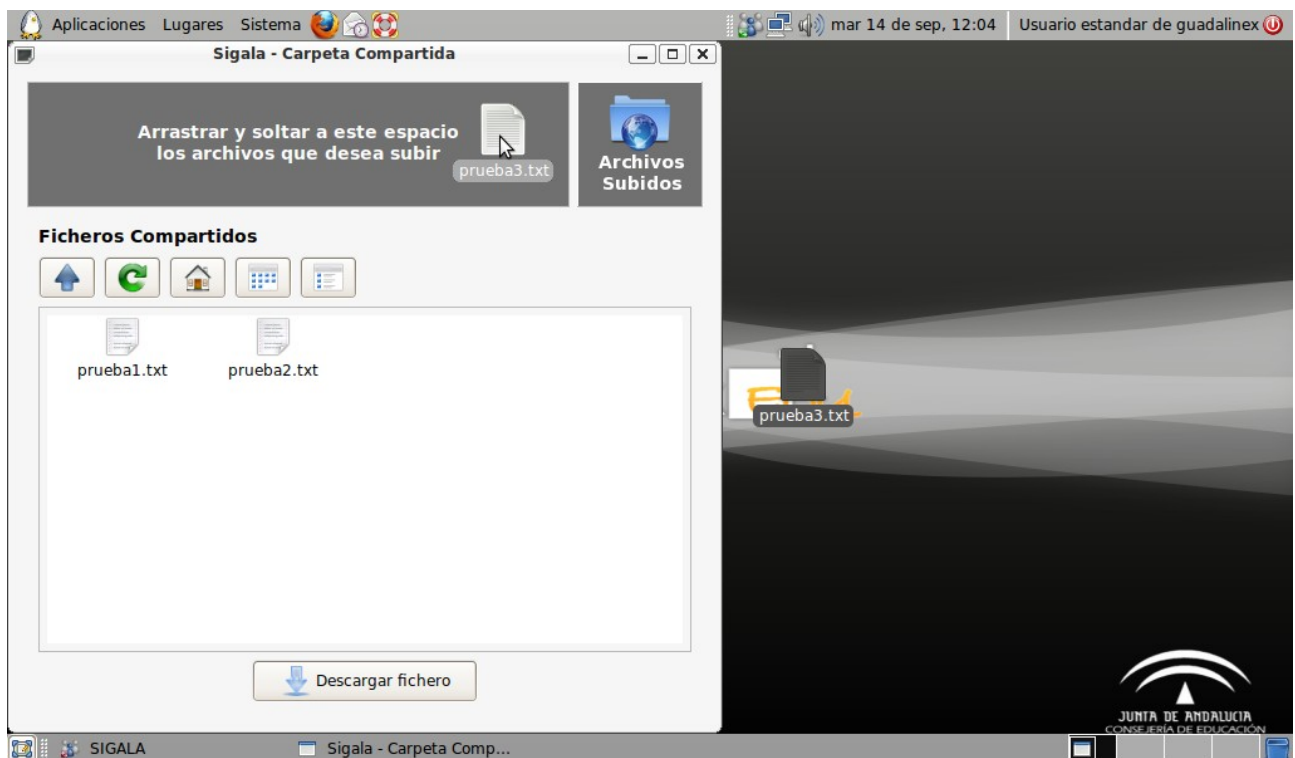 Aplicaciones Lugares Sistema
mar 14 de sep, 12:04 Usuario estandar de guadalinex
Sigala - Carpeta Compartida
Arrastrar y soltar a este espacio
los archivos que desea subir
prueba3.txt
Archivos
Subidos
Ficheros Compartidos
prueba1.txt prueba2.txt
prueba3.txt
Descargar fichero
JUNTA DE ANDALUCIA
CONSEJERÍA DE EDUCACIÓN
SIGALA Sigala - Carpeta Comp...